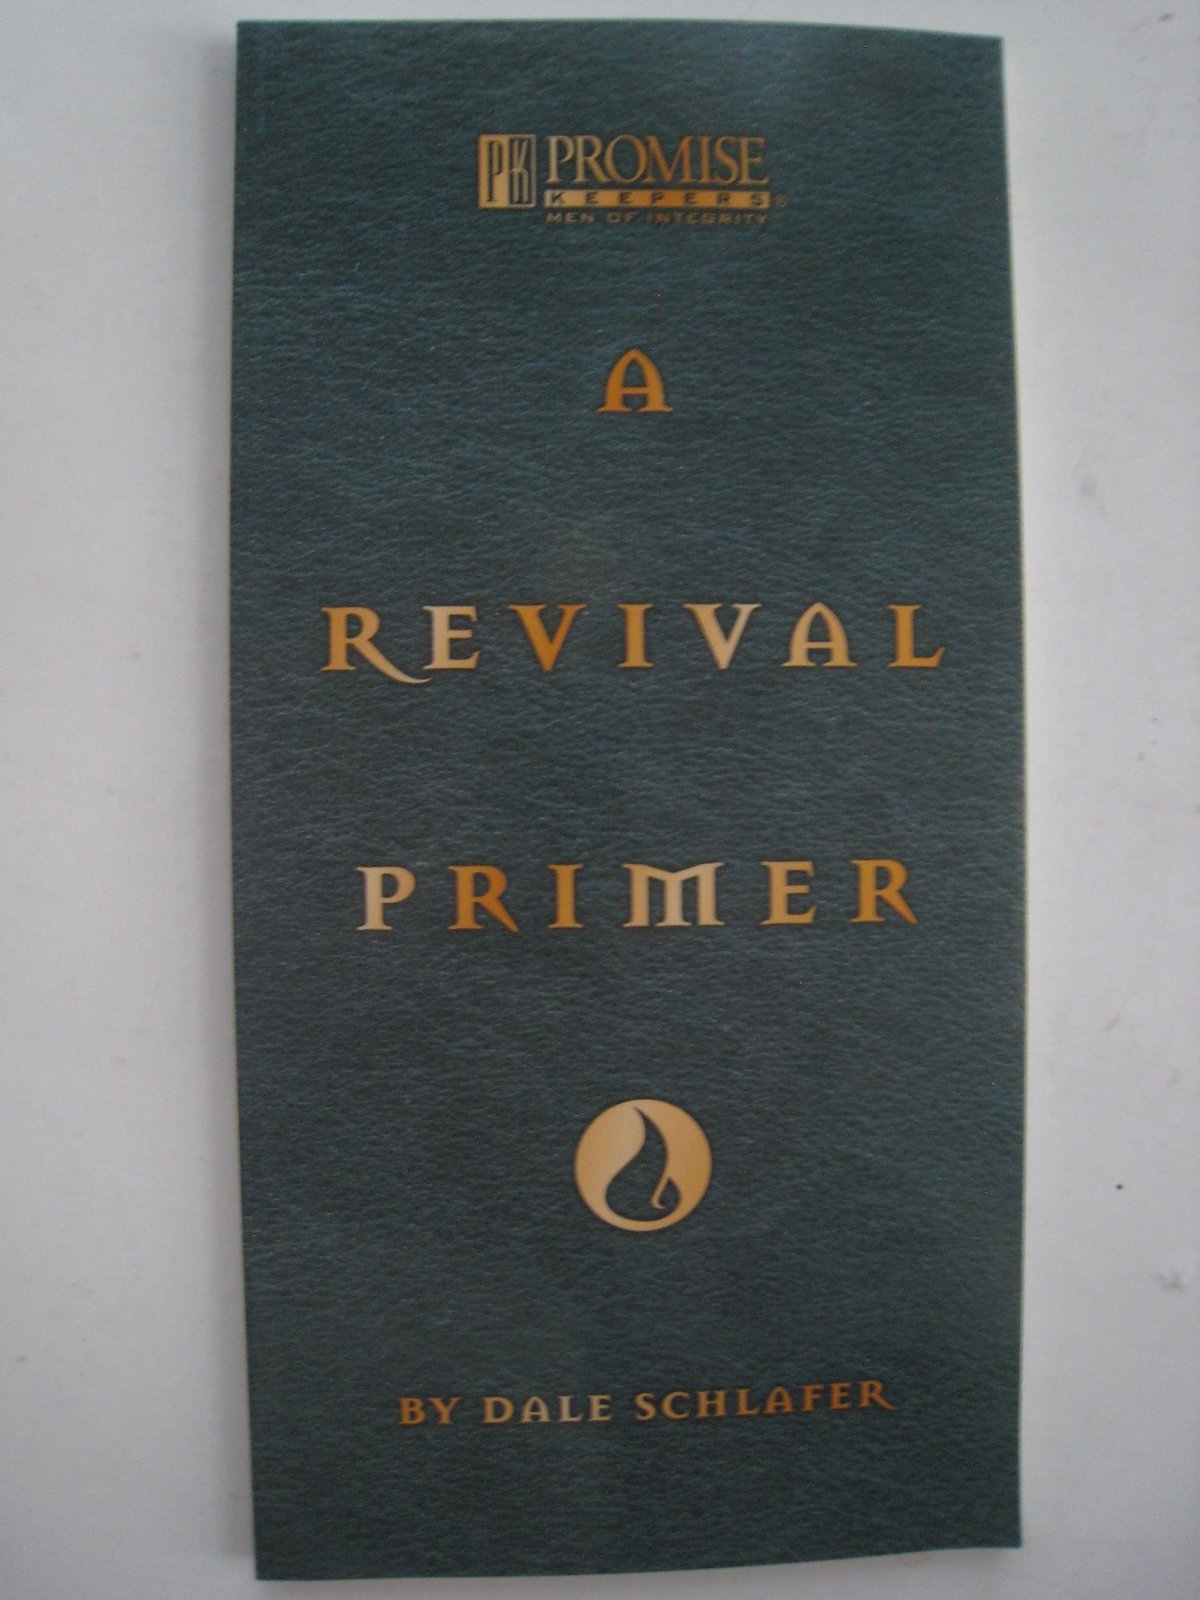 PK PROMISE
KEEPERS®
MEN OF INTEGRITY
A
REVIVAL
PRIMER
BY DALE SCHLAFER